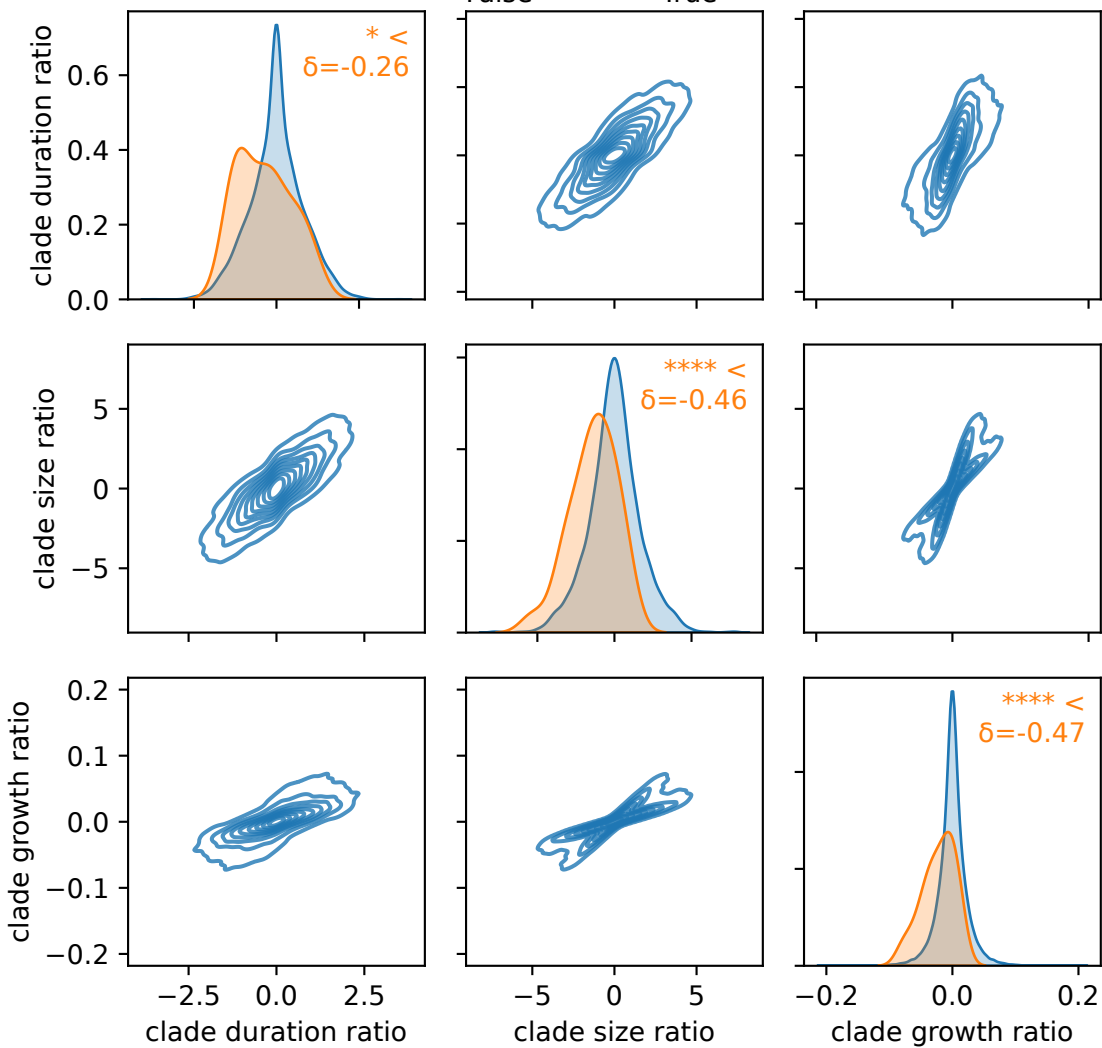 clade duration ratio
0.6
0.4
0.2
0.0
* <
δ=-0.26
clade size ratio
5
0
−5
**** <
δ=-0.46
clade growth ratio
0.2
0.1
0.0
−0.1
−0.2
**** <
δ=-0.47
−2.5 0.0 2.5
−5 0 5
−0.2 0.0 0.2
clade duration ratio
clade size ratio
clade growth ratio